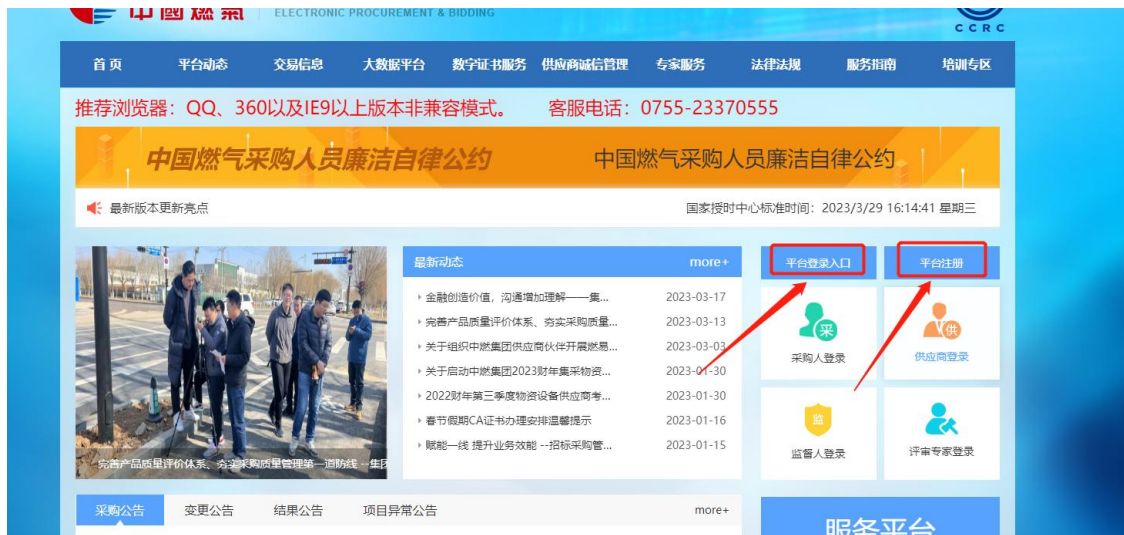 中國燃氣 ELECTRONIC PROCUREMENT & BIDDING
CCRC
首页 平台动态 交易信息 大数据平台 数字证书服务 供应商诚信管理 专家服务 法律法规 服务指南 培训专区
推荐浏览器：QQ、360以及IE9以上版本非兼容模式。 客服电话：0755-23370555
中国燃气采购人员廉洁自律公约 中国燃气采购人员廉洁自律公约
最新版本更新亮点 国家授时中心标准时间：2023/3/29 16:14:41 星期三
最新动态 more+
平台登录入口 平台注册
金融创造价值，沟通增加理解——集... 2023-03-17
完善产品质量评价体系、夯实采购质量... 2023-03-13
关于组织中燃集团供应商伙伴开展燃易... 2023-03-03
关于启动中燃集团2023财年集采物资... 2023-01-30
2022财年第三季度物资设备供应商考... 2023-01-30
春节假期CA证书办理安排温馨提示 2023-01-16
赋能一线 提升业务效能 --招标采购管... 2023-01-15
采
采购人登录
供
供应商登录
监
监督人登录
评审专家登录
完善产品质量评价体系、夯实采购质量管理第一道防线 --集团
采购公告 变更公告 结果公告 项目异常公告 more+
服务平台